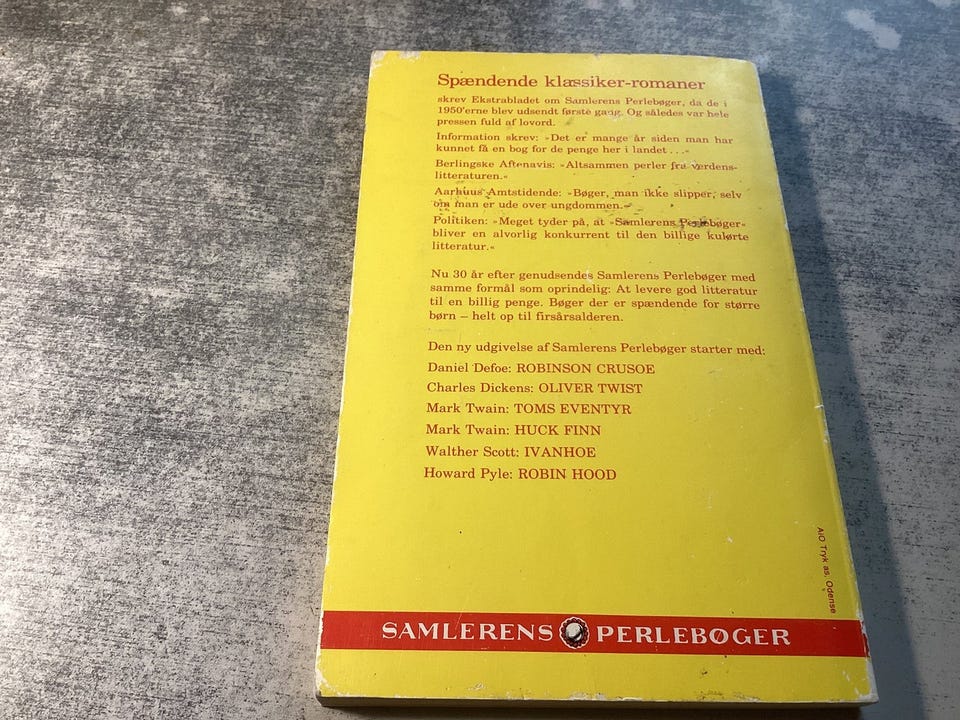 Spændende klassiker-romaner
skrev Ekstrabladet om Samlerens Perlebøger, da de i
1950'erne blev udsendt første gang. Og således var hele
pressen fuld af lovord.
Information skrev: »Det er mange år siden man har
kunnet få en bog for de penge her i landet . . .«
Berlingske Aftenavis: »Altsammen perler fra verdens-
litteraturen.«
Aarhuus Amtstidende: »Bøger, man ikke slipper, selv
om man er ude over ungdommen.«
Politiken: »Meget tyder på, at »Samlerens Perlebøger«
bliver en alvorlig konkurrent til den billige kulørte
litteratur.«
Nu 30 år efter genudsendes Samlerens Perlebøger med
samme formål som oprindelig: At levere god litteratur
til en billig penge. Bøger der er spændende for større
børn – helt op til firsårsalderen.
Den ny udgivelse af Samlerens Perlebøger starter med:
Daniel Defoe: ROBINSON CRUSOE
Charles Dickens: OLIVER TWIST
Mark Twain: TOMS EVENTYR
Mark Twain: HUCK FINN
Walther Scott: IVANHOE
Howard Pyle: ROBIN HOOD
AiO Tryk as, Odense
SAMLERENS PERLEBØGER